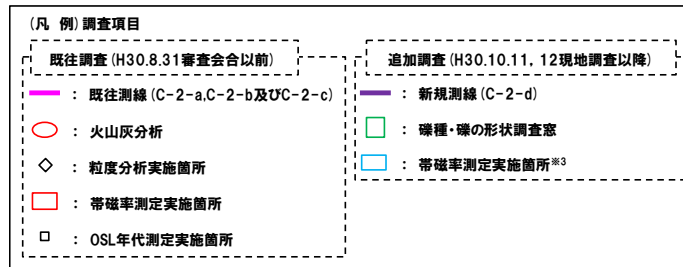 (凡 例)調査項目
既往調査(H30.8.31審査会合以前)
： 既往測線(C-2-a,C-2-b及びC-2-c)
： 火山灰分析
： 粒度分析実施箇所
： 帯磁率測定実施箇所
： OSL年代測定実施箇所
追加調査(H30.10.11, 12現地調査以降)
： 新規測線(C-2-d)
： 礫種・礫の形状調査窓
： 帯磁率測定実施箇所※3